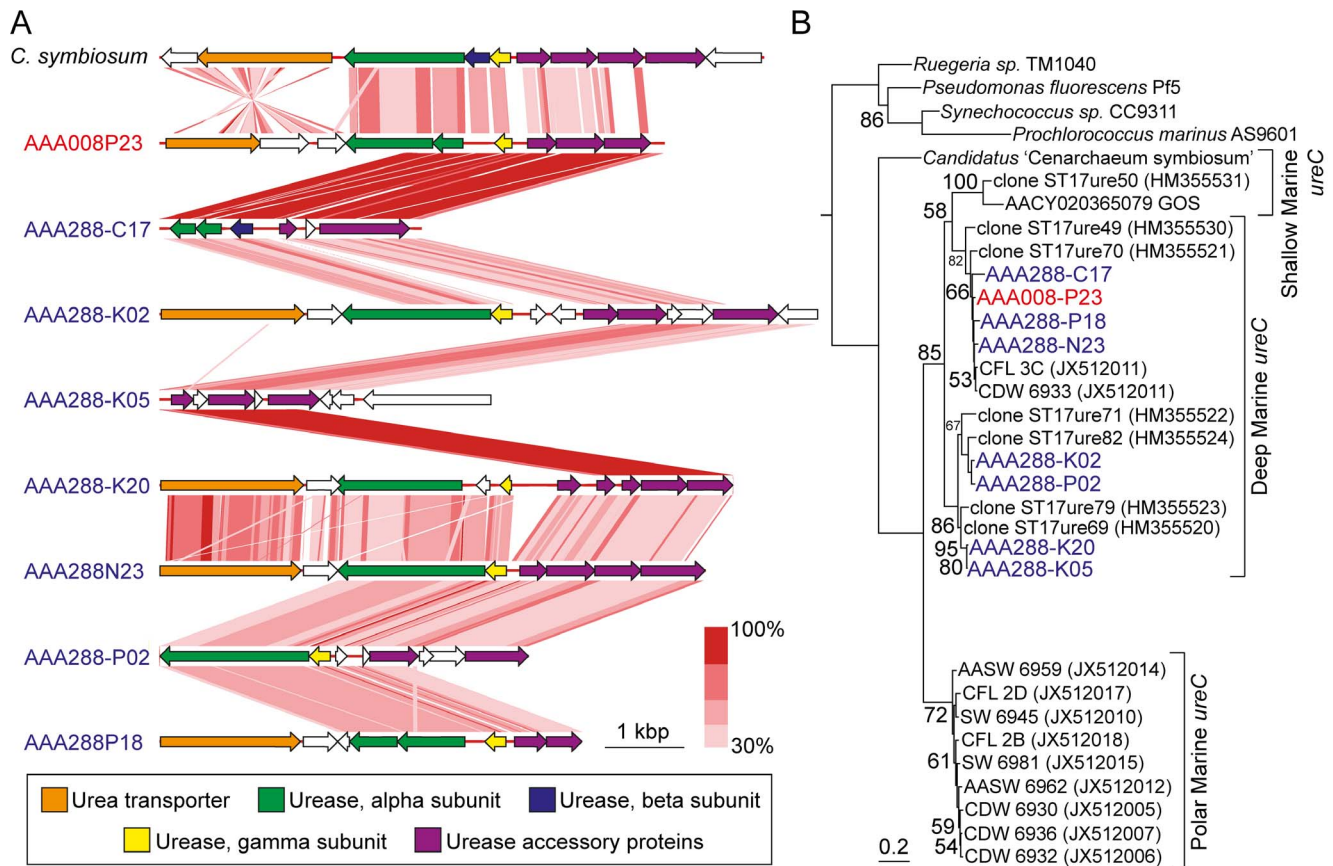 A
C. symbiosum
AAA008P23
AAA288-C17
AAA288-K02
AAA288-K05
AAA288-K20
AAA288N23
AAA288-P02
AAA288P18
100%
30%
1 kbp
Urea transporter
Urease, alpha subunit
Urease, beta subunit
Urease, gamma subunit
Urease accessory proteins
B
Ruegeria sp. TM1040
Pseudomonas fluorescens Pf5
Synechococcus sp. CC9311
86
Prochlorococcus marinus AS9601
Candidatus 'Cenarchaeum symbiosum'
100
clone ST17ure50 (HM355531)
58
AACY020365079 GOS
clone ST17ure49 (HM355530)
82
clone ST17ure70 (HM355521)
AAA288-C17
66
AAA008-P23
AAA288-P18
85
AAA288-N23
53
CFL 3C (JX512011)
CDW 6933 (JX512011)
clone ST17ure71 (HM355522)
67
clone ST17ure82 (HM355524)
AAA288-K02
AAA288-P02
clone ST17ure79 (HM355523)
86
clone ST17ure69 (HM355520)
95
AAA288-K20
80
AAA288-K05
AASW 6959 (JX512014)
CFL 2D (JX512017)
72
SW 6945 (JX512010)
CFL 2B (JX512018)
61
SW 6981 (JX512015)
AASW 6962 (JX512012)
CDW 6930 (JX512005)
59
CDW 6936 (JX512007)
54
CDW 6932 (JX512006)
0.2
Shallow Marine
ureC
Deep Marine ureC
Polar Marine ureC